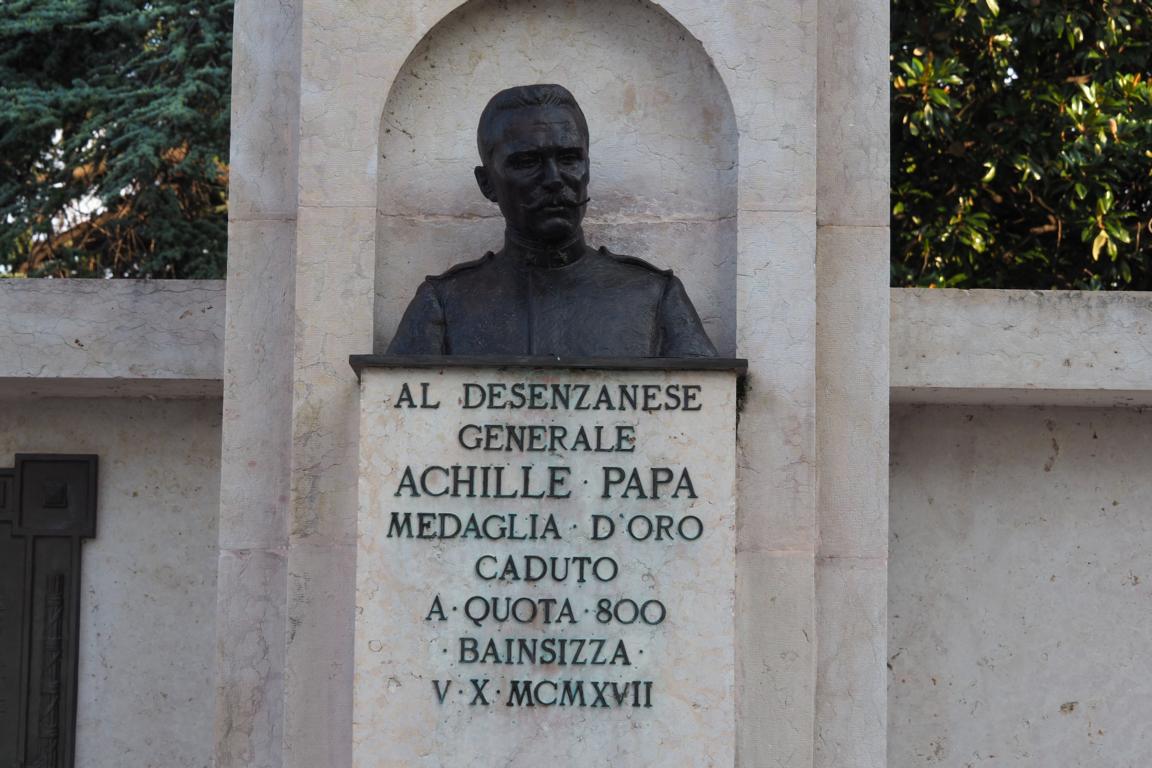 AL DESENZANESE
GENERALE
ACHILLE · PAPA
MEDAGLIA · D'ORO
CADUTO
A · QUOTA · 800
· BAINSIZZA ·
V · X · MCMXVII